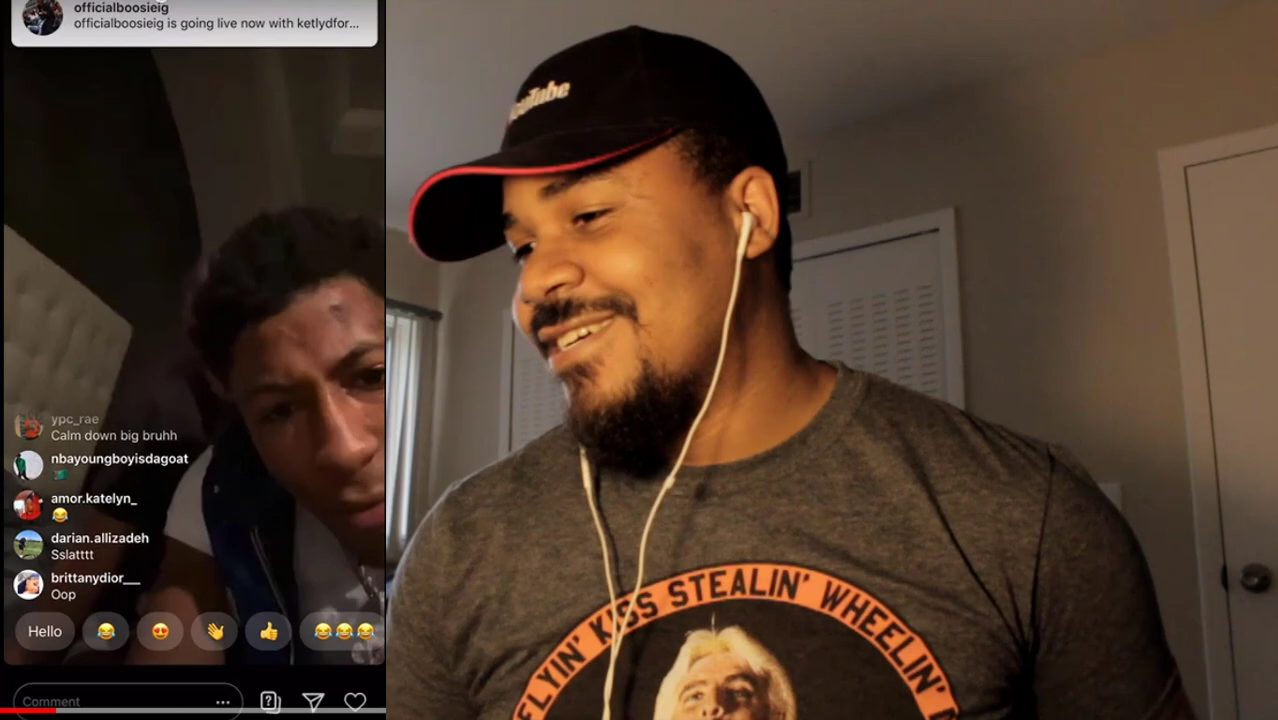 officialboosieig
officialboosieig is going live now with ketlydfor...
ypc_rae
Calm down big bruhh
nbayoungboyisdagoat
amor.katelyn_
😂
darian.allizadeh
Sslatttt
brittanydior___
Oop
Hello 😂 😍 👋 👍 😂😂😂
Comment
YouTube
FLYIN' KISS STEALIN' WHEELIN'